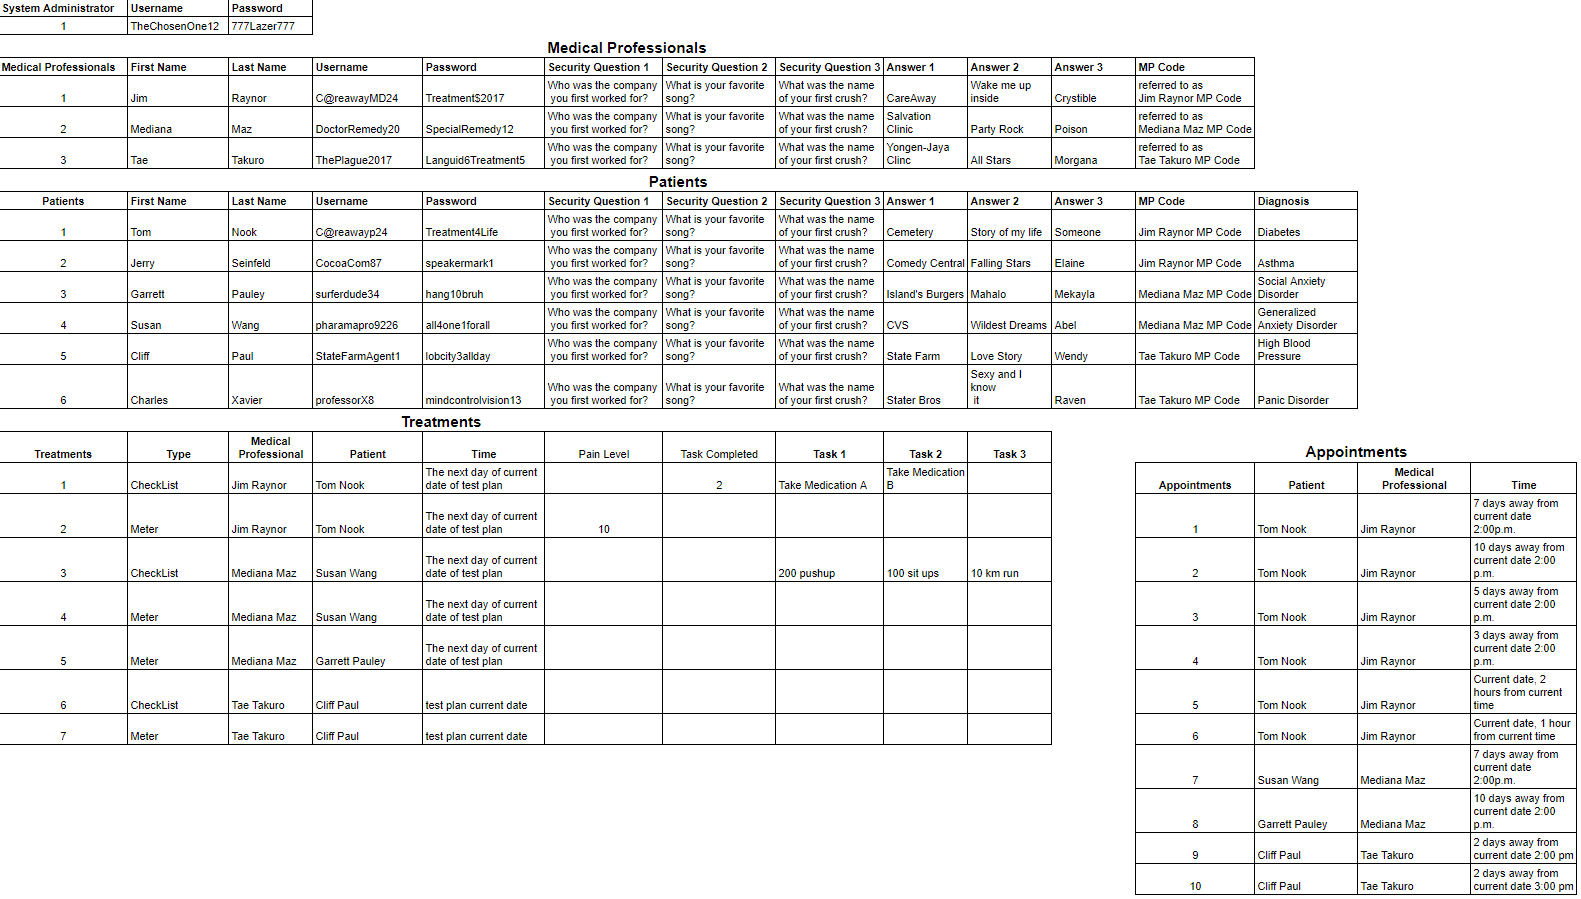 System Administrator Username Password
1 TheChosenOne12 777Lazer777
Medical Professionals
Medical Professionals First Name Last Name Username Password Security Question 1 Security Question 2 Security Question 3 Answer 1 Answer 2 Answer 3 MP Code
1 Jim Raynor C@reawayMD24 Treatment$2017 Who was the company you first worked for? What is your favorite song? What was the name of your first crush? CareAway Wake me up inside Crystible referred to as Jim Raynor MP Code
2 Mediana Maz DoctorRemedy20 SpecialRemedy12 Who was the company you first worked for? What is your favorite song? What was the name of your first crush? Salvation Clinic Party Rock Poison referred to as Mediana Maz MP Code
3 Tae Takuro ThePlague2017 Languid6Treatment5 Who was the company you first worked for? What is your favorite song? What was the name of your first crush? Yongen-Jaya Clinc All Stars Morgana referred to as Tae Takuro MP Code
Patients
Patients First Name Last Name Username Password Security Question 1 Security Question 2 Security Question 3 Answer 1 Answer 2 Answer 3 MP Code Diagnosis
1 Tom Nook C@reawayp24 Treatment4Life Who was the company you first worked for? What is your favorite song? What was the name of your first crush? Cemetery Story of my life Someone Jim Raynor MP Code Diabetes
2 Jerry Seinfeld CocoaCom87 speakermark1 Who was the company you first worked for? What is your favorite song? What was the name of your first crush? Comedy Central Falling Stars Elaine Jim Raynor MP Code Asthma
3 Garrett Pauley surferdude34 hang10bruh Who was the company you first worked for? What is your favorite song? What was the name of your first crush? Island's Burgers Mahalo Mekayla Mediana Maz MP Code Social Anxiety Disorder
4 Susan Wang pharamapro9226 all4one1forall Who was the company you first worked for? What is your favorite song? What was the name of your first crush? CVS Wildest Dreams Abel Mediana Maz MP Code Generalized Anxiety Disorder
5 Cliff Paul StateFarmAgent1 lobcity3allday Who was the company you first worked for? What is your favorite song? What was the name of your first crush? State Farm Love Story Wendy Tae Takuro MP Code High Blood Pressure
6 Charles Xavier professorX8 mindcontrolvision13 Who was the company you first worked for? What is your favorite song? What was the name of your first crush? Stater Bros Sexy and I know it Raven Tae Takuro MP Code Panic Disorder
Treatments
Treatments Type Medical Professional Patient Time Pain Level Task Completed Task 1 Task 2 Task 3
1 CheckList Jim Raynor Tom Nook The next day of current date of test plan 2 Take Medication A Take Medication B
2 Meter Jim Raynor Tom Nook The next day of current date of test plan 10
3 CheckList Mediana Maz Susan Wang The next day of current date of test plan 200 pushup 100 sit ups 10 km run
4 Meter Mediana Maz Susan Wang The next day of current date of test plan
5 Meter Mediana Maz Garrett Pauley The next day of current date of test plan
6 CheckList Tae Takuro Cliff Paul test plan current date
7 Meter Tae Takuro Cliff Paul test plan current date
Appointments
Appointments Patient Medical Professional Time
1 Tom Nook Jim Raynor 7 days away from current date 2:00p.m.
2 Tom Nook Jim Raynor 10 days away from current date 2:00 p.m.
3 Tom Nook Jim Raynor 5 days away from current date 2:00 p.m.
4 Tom Nook Jim Raynor 3 days away from current date 2:00 p.m.
5 Tom Nook Jim Raynor Current date, 2 hours from current time
6 Tom Nook Jim Raynor Current date, 1 hour from current time
7 Susan Wang Mediana Maz 7 days away from current date 2:00p.m.
8 Garrett Pauley Mediana Maz 10 days away from current date 2:00 p.m.
9 Cliff Paul Tae Takuro 2 days away from current date 2:00 pm
10 Cliff Paul Tae Takuro 2 days away from current date 3:00 pm